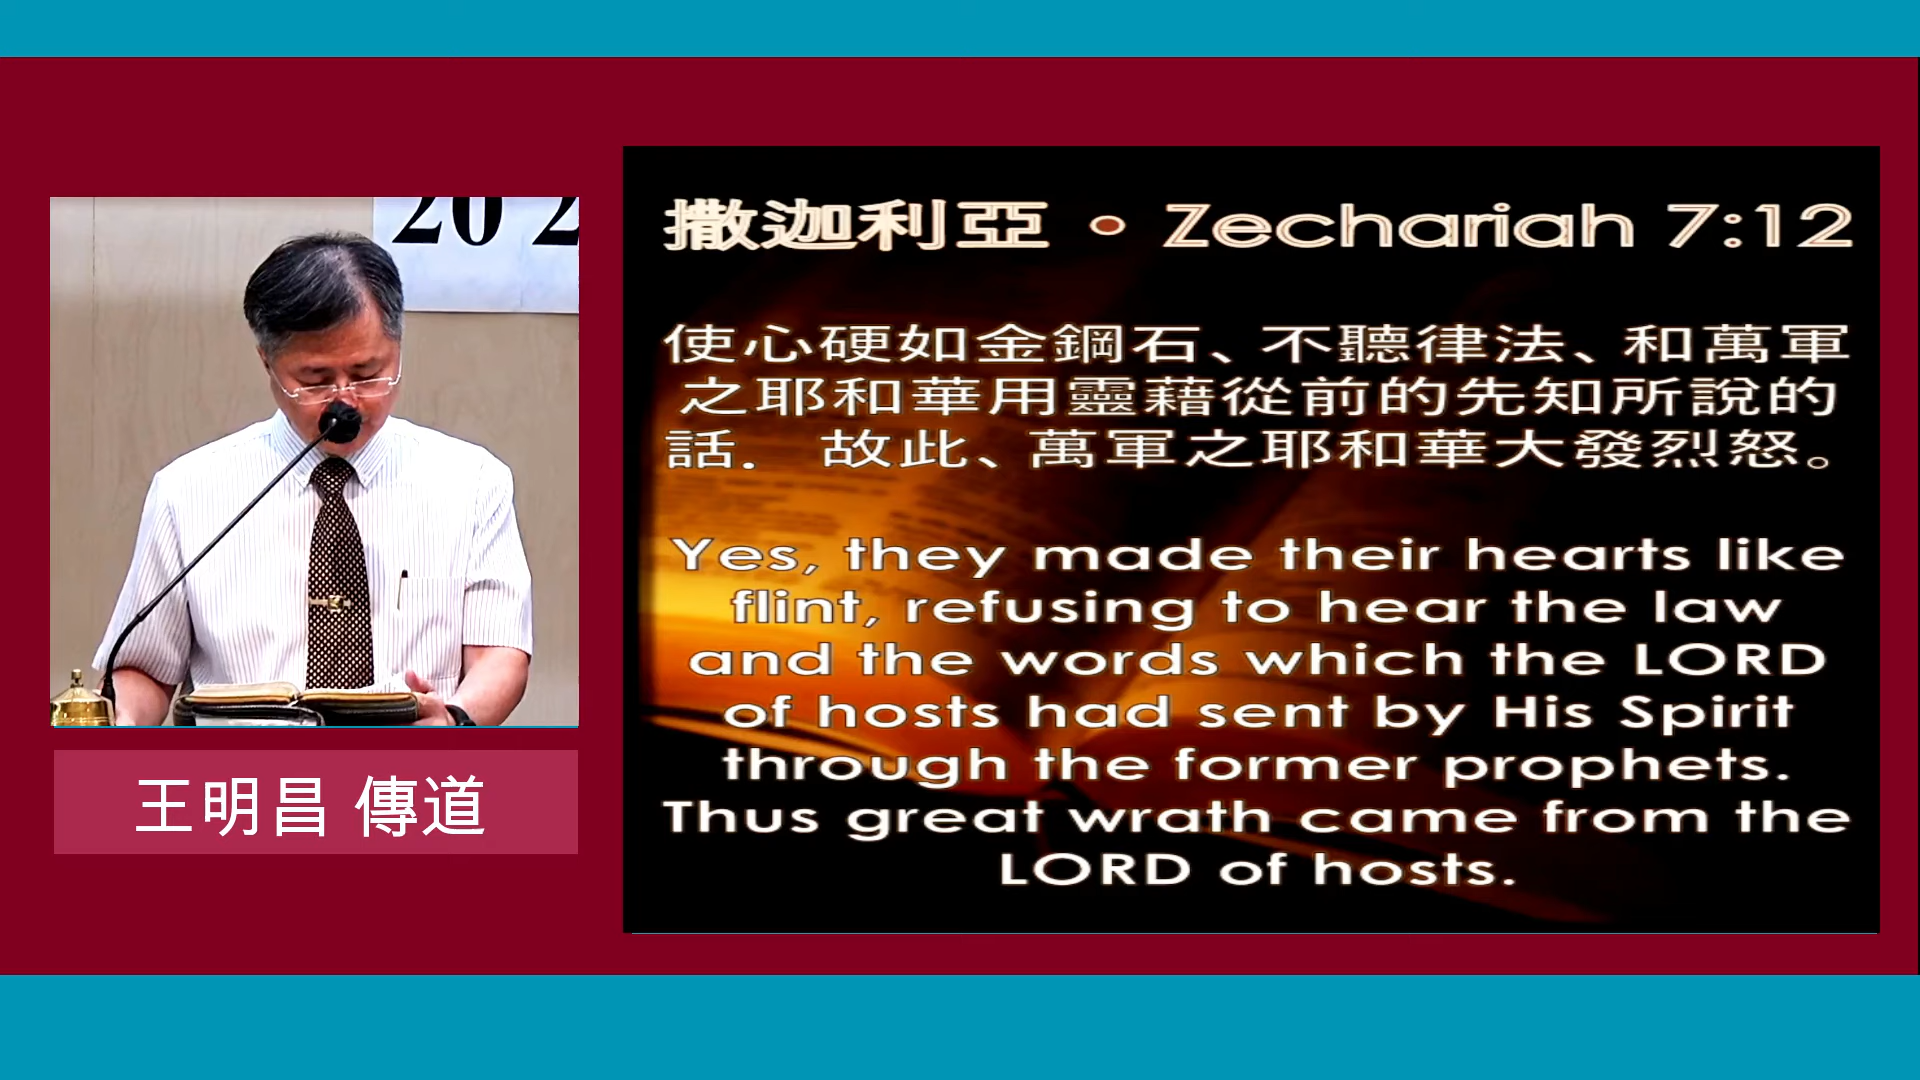 20 2
王明昌 傳道
撒迦利亞 • Zechariah 7:12
使心硬如金鋼石、不聽律法、和萬軍
之耶和華用靈藉從前的先知所說的
話． 故此、萬軍之耶和華大發烈怒。
Yes, they made their hearts like
flint, refusing to hear the law
and the words which the LORD
of hosts had sent by His Spirit
through the former prophets.
Thus great wrath came from the
LORD of hosts.